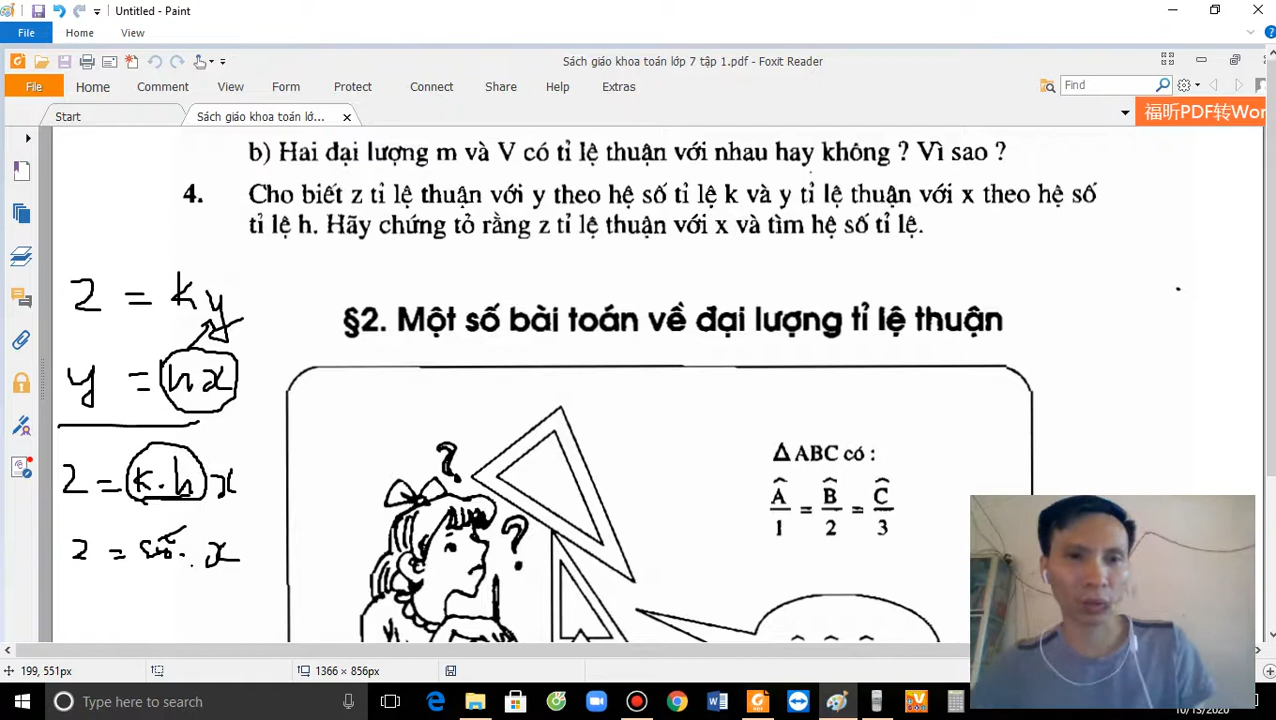 Untitled - Paint
File Home View
Sách giáo khoa toán lớp 7 tập 1.pdf - Foxit Reader
File Home Comment View Form Protect Connect Share Help Extras
Find
Start
Sách giáo khoa toán lớ...
福昕PDF转Wor
b) Hai đại lượng m và V có tỉ lệ thuận với nhau hay không ? Vì sao ?
4. Cho biết z tỉ lệ thuận với y theo hệ số tỉ lệ k và y tỉ lệ thuận với x theo hệ số
tỉ lệ h. Hãy chứng tỏ rằng z tỉ lệ thuận với x và tìm hệ số tỉ lệ.
z = ky
y = hx
z = k.h x
z = số. x
§2. Một số bài toán về đại lượng tỉ lệ thuận
?
?
Δ ABC có :
Â/1 = B̂/2 = Ĉ/3
199, 551px
1366 × 856px
Type here to search
10/13/2020